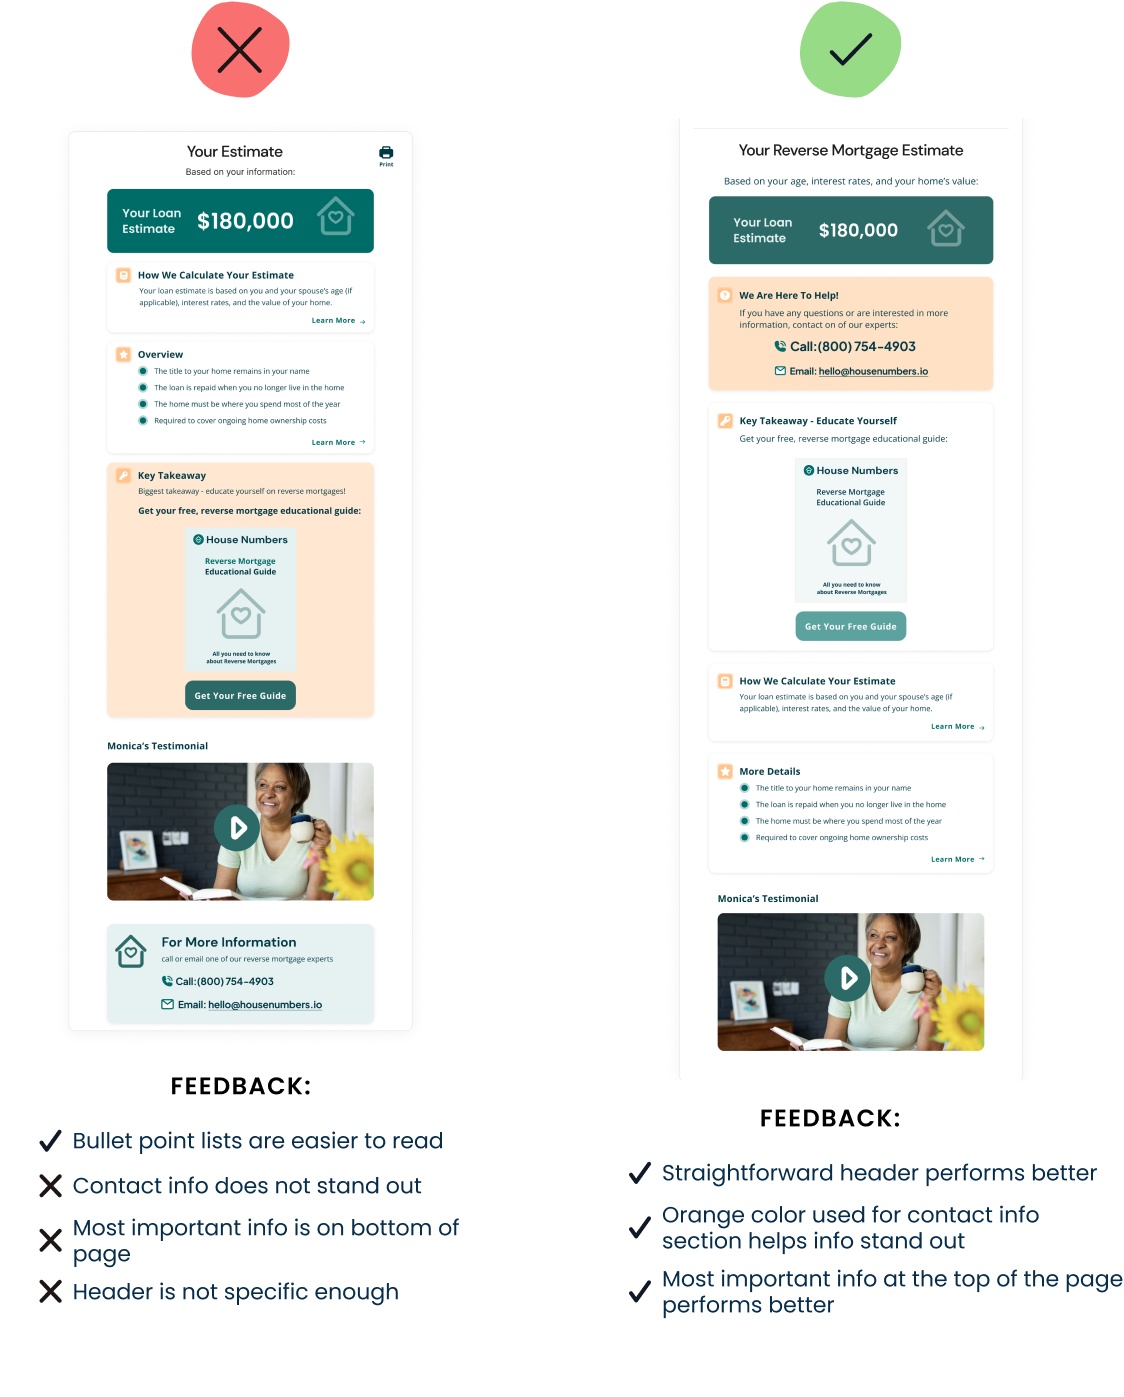 Your Estimate
Print
Based on your information:
Your Loan
Estimate
$180,000
How We Calculate Your Estimate
Your loan estimate is based on you and your spouse's age (if
applicable), interest rates, and the value of your home.
Learn More →
Overview
The title to your home remains in your name
The loan is repaid when you no longer live in the home
The home must be where you spend most of the year
Required to cover ongoing home ownership costs
Learn More →
Key Takeaway
Biggest takeaway - educate yourself on reverse mortgages!
Get your free, reverse mortgage educational guide:
House Numbers
Reverse Mortgage
Educational Guide
All you need to know
about Reverse Mortgages
Get Your Free Guide
Monica's Testimonial
For More Information
call or email one of our reverse mortgage experts
Call:(800) 754-4903
Email: hello@housenumbers.io
FEEDBACK:
Bullet point lists are easier to read
Contact info does not stand out
Most important info is on bottom of
page
Header is not specific enough
Your Reverse Mortgage Estimate
Based on your age, interest rates, and your home's value:
Your Loan
Estimate
$180,000
We Are Here To Help!
If you have any questions or are interested in more
information, contact on of our experts:
Call:(800) 754-4903
Email: hello@housenumbers.io
Key Takeaway - Educate Yourself
Get your free, reverse mortgage educational guide:
House Numbers
Reverse Mortgage
Educational Guide
All you need to know
about Reverse Mortgages
Get Your Free Guide
How We Calculate Your Estimate
Your loan estimate is based on you and your spouse's age (if
applicable), interest rates, and the value of your home.
Learn More →
More Details
The title to your home remains in your name
The loan is repaid when you no longer live in the home
The home must be where you spend most of the year
Required to cover ongoing home ownership costs
Learn More →
Monica's Testimonial
FEEDBACK:
Straightforward header performs better
Orange color used for contact info
section helps info stand out
Most important info at the top of the page
performs better